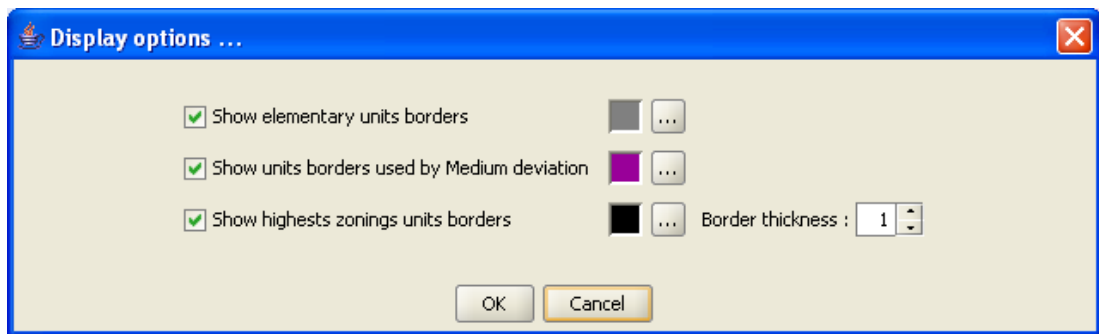 Display options ...
Show elementary units borders ...
Show units borders used by Medium deviation ...
Show highests zonings units borders ... Border thickness : 1
OK Cancel